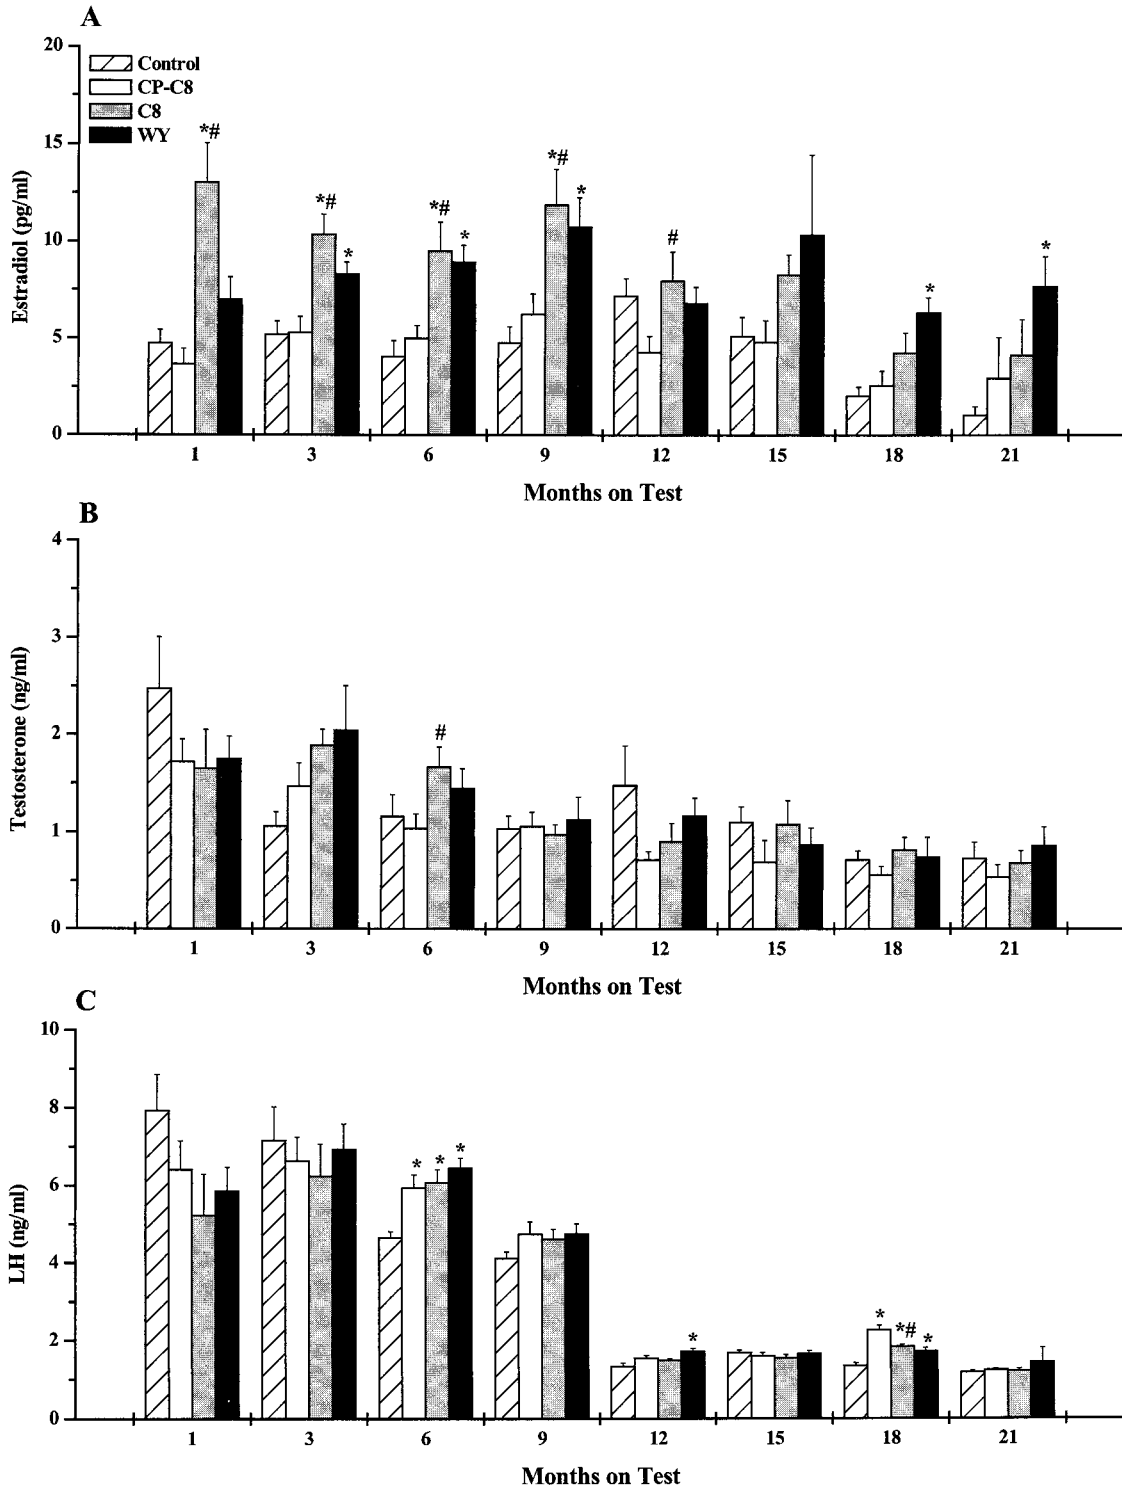 A
20
15
10
5
0
Estradiol (pg/ml)
Control
CP-C8
C8
WY
*# *# * *# * *# * # * *
1 3 6 9 12 15 18 21
Months on Test
B
4
3
2
1
0
Testosterone (ng/ml)
#
1 3 6 9 12 15 18 21
Months on Test
C
10
8
6
4
2
0
LH (ng/ml)
* * * * * *# *
1 3 6 9 12 15 18 21
Months on Test